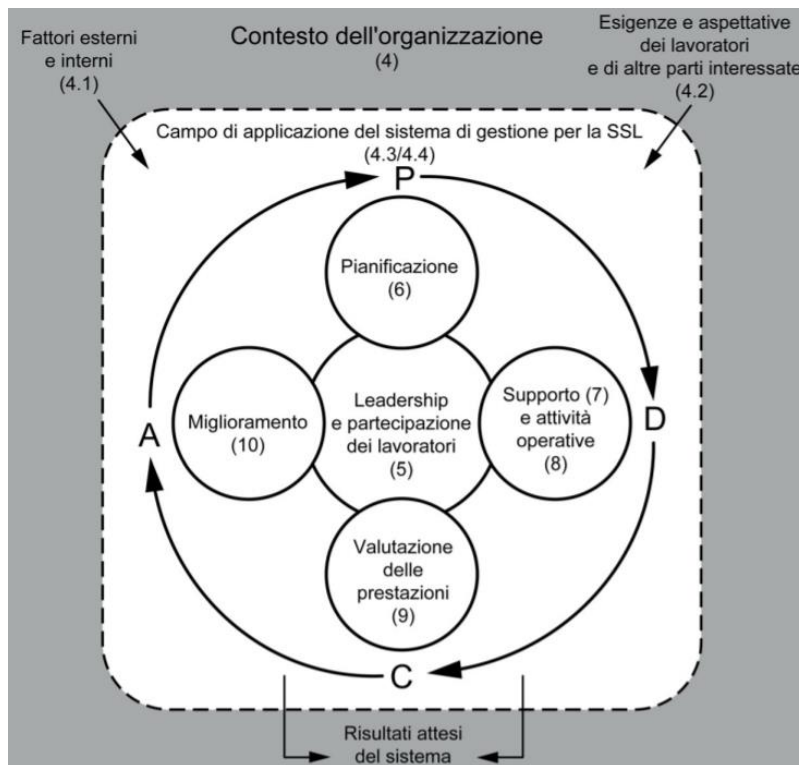 Fattori esterni
e interni
(4.1)
Contesto dell'organizzazione
(4)
Esigenze e aspettative
dei lavoratori
e di altre parti interessate
(4.2)
Campo di applicazione del sistema di gestione per la SSL
(4.3/4.4)
P
Pianificazione
(6)
A
Miglioramento
(10)
Leadership
e partecipazione
dei lavoratori
(5)
Supporto (7)
e attività
operative
(8)
D
Valutazione
delle
prestazioni
(9)
C
Risultati attesi
del sistema